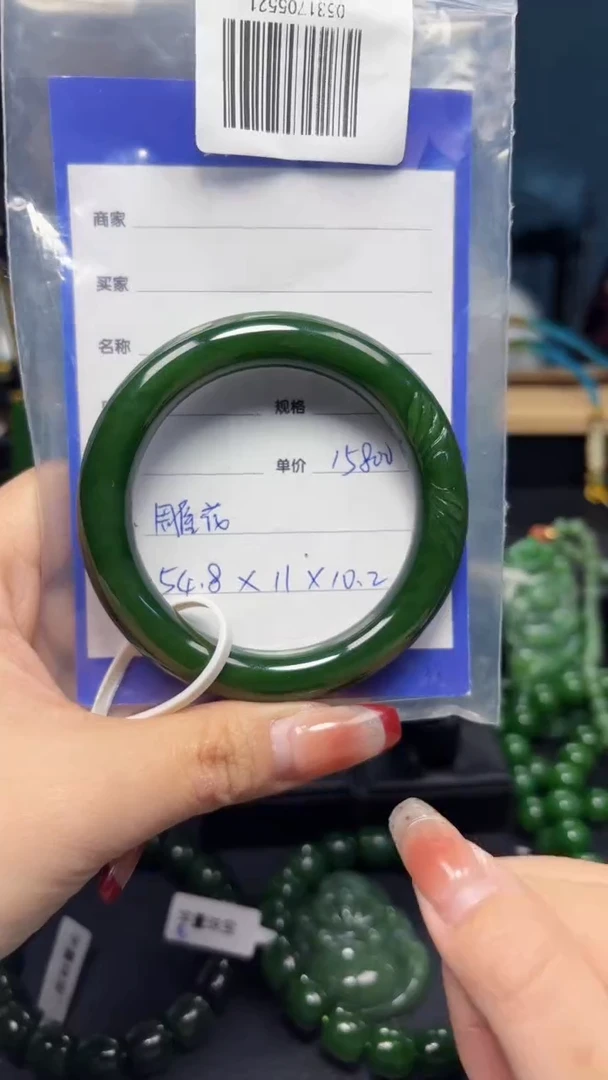 0531705521
商家
买家
名称
规格
单价 15800
雕花
54.8 × 11 × 10.2